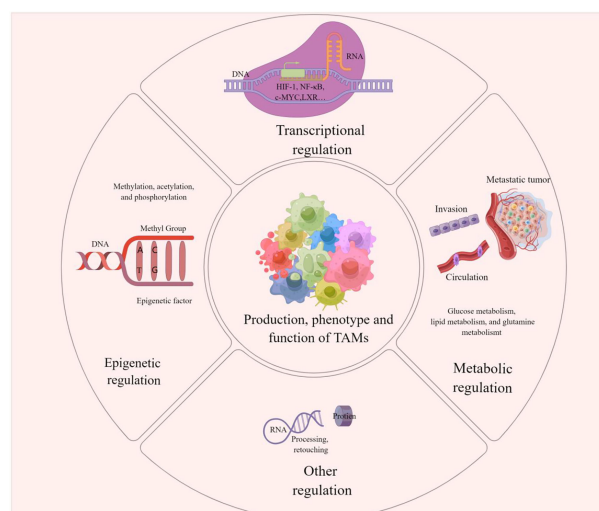 DNA
RNA
HIF-1, NF-κB,
c-MYC,LXR...
Transcriptional
regulation
Methylation, acetylation,
and phosphorylation
DNA
Methyl Group
A C
T G
Epigenetic factor
Epigenetic
regulation
Production, phenotype and
function of TAMs
Metastatic tumor
Invasion
Circulation
Glucose metabolism,
lipid metabolism, and glutamine
metabolismt
Metabolic
regulation
RNA
Protien
Processing,
retouching
Other
regulation